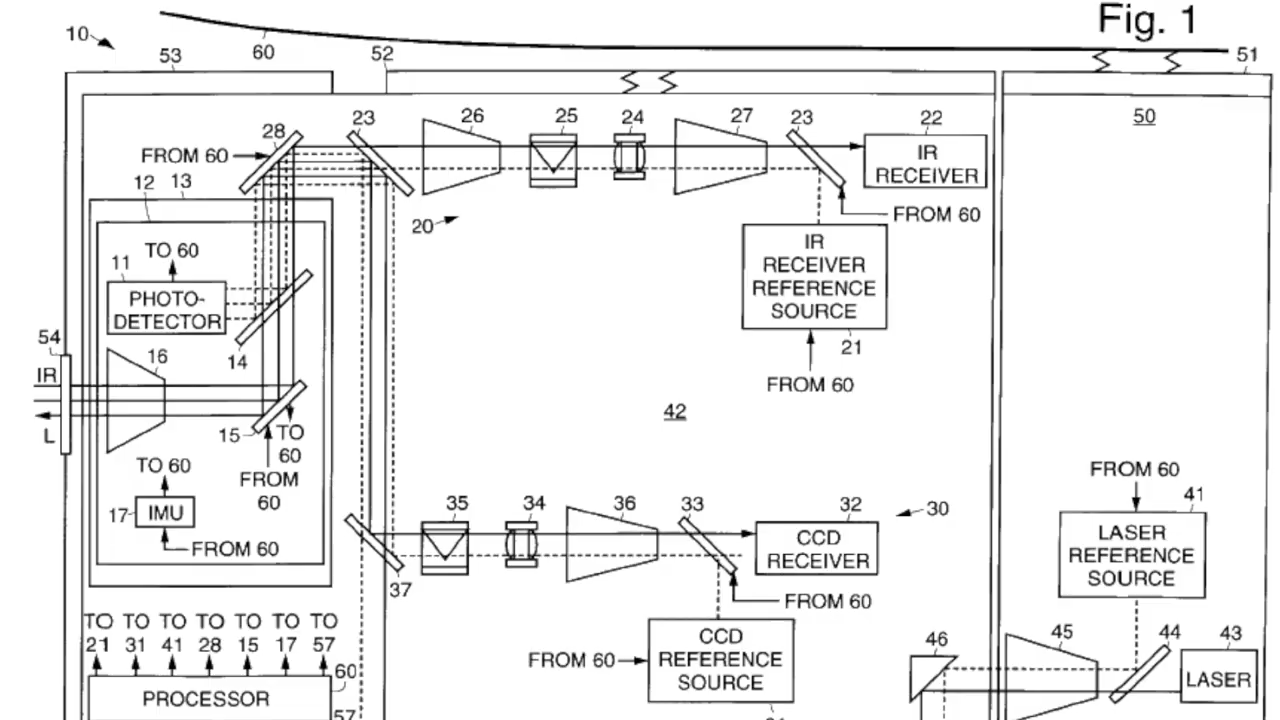 Fig. 1
10
60
53
52
51
28
23
26
25
24
27
23
22
50
FROM 60
IR
RECEIVER
12
13
20
FROM 60
TO 60
11
PHOTO-
DETECTOR
IR
RECEIVER
REFERENCE
SOURCE
54
14
16
21
IR
FROM 60
L
15
TO
60
42
TO 60
FROM
60
FROM 60
17
IMU
FROM 60
35
34
36
33
32
30
41
CCD
RECEIVER
LASER
REFERENCE
SOURCE
37
FROM 60
TO TO TO TO TO TO TO
21 31 41 28 15 17 57
CCD
REFERENCE
SOURCE
FROM 60
46
45
44
43
LASER
60
PROCESSOR
57